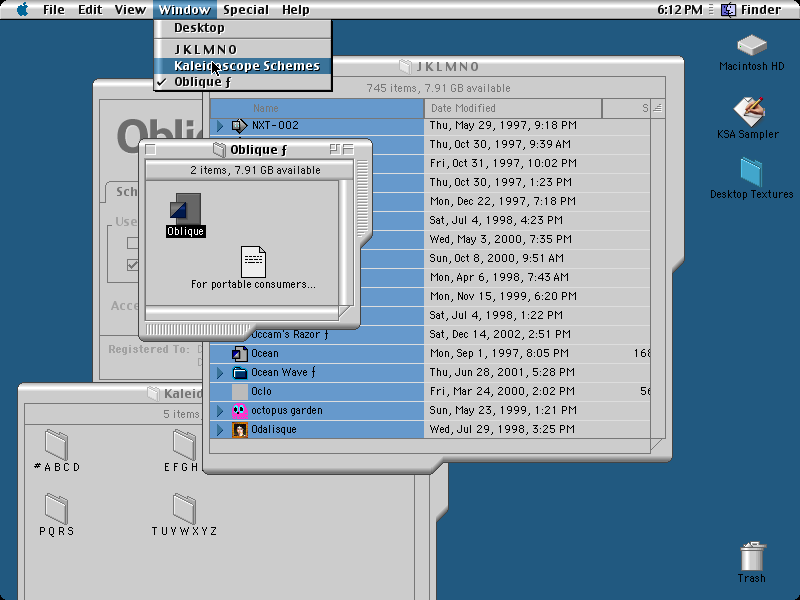 File Edit View Window Special Help 6:12 PM Finder
Desktop
J K L M N O
Kaleidoscope Schemes
✓ Oblique ƒ
J K L M N O
745 items, 7.91 GB available
Name Date Modified S
NXT-002 Thu, May 29, 1997, 9:18 PM
Thu, Oct 30, 1997, 9:39 AM
Fri, Oct 31, 1997, 10:02 PM
Thu, Oct 30, 1997, 1:23 PM
Mon, Dec 22, 1997, 7:18 PM
Sat, Jul 4, 1998, 4:23 PM
Wed, May 3, 2000, 7:35 PM
Sun, Oct 8, 2000, 9:51 AM
Mon, Apr 6, 1998, 7:43 AM
Mon, Nov 15, 1999, 6:20 PM
Sat, Jul 4, 1998, 1:22 PM
Occam's Razor ƒ Sat, Dec 14, 2002, 2:51 PM
Ocean Mon, Sep 1, 1997, 8:05 PM 168
Ocean Wave ƒ Thu, Jun 28, 2001, 5:28 PM
Oclo Fri, Mar 24, 2000, 2:02 PM 56
octopus garden Sun, May 23, 1999, 1:21 PM
Odalisque Wed, Jul 29, 1998, 3:25 PM
Oblique ƒ
2 items, 7.91 GB available
Oblique
For portable consumers...
Obli
Sch
Use
Acce
Registered To:
Kaleid
5 items
#ABCD
EFGH
PQRS
TUVWXYZ
Macintosh HD
KSA Sampler
Desktop Textures
Trash